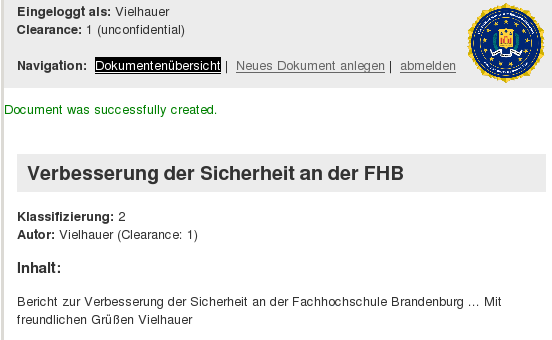 Eingeloggt als: Vielhauer
Clearance: 1 (unconfidential)
Navigation: Dokumentenübersicht | Neues Dokument anlegen | abmelden
Document was successfully created.
Verbesserung der Sicherheit an der FHB
Klassifizierung: 2
Autor: Vielhauer (Clearance: 1)
Inhalt:
Bericht zur Verbesserung der Sicherheit an der Fachhochschule Brandenburg ... Mit
freundlichen Grüßen Vielhauer